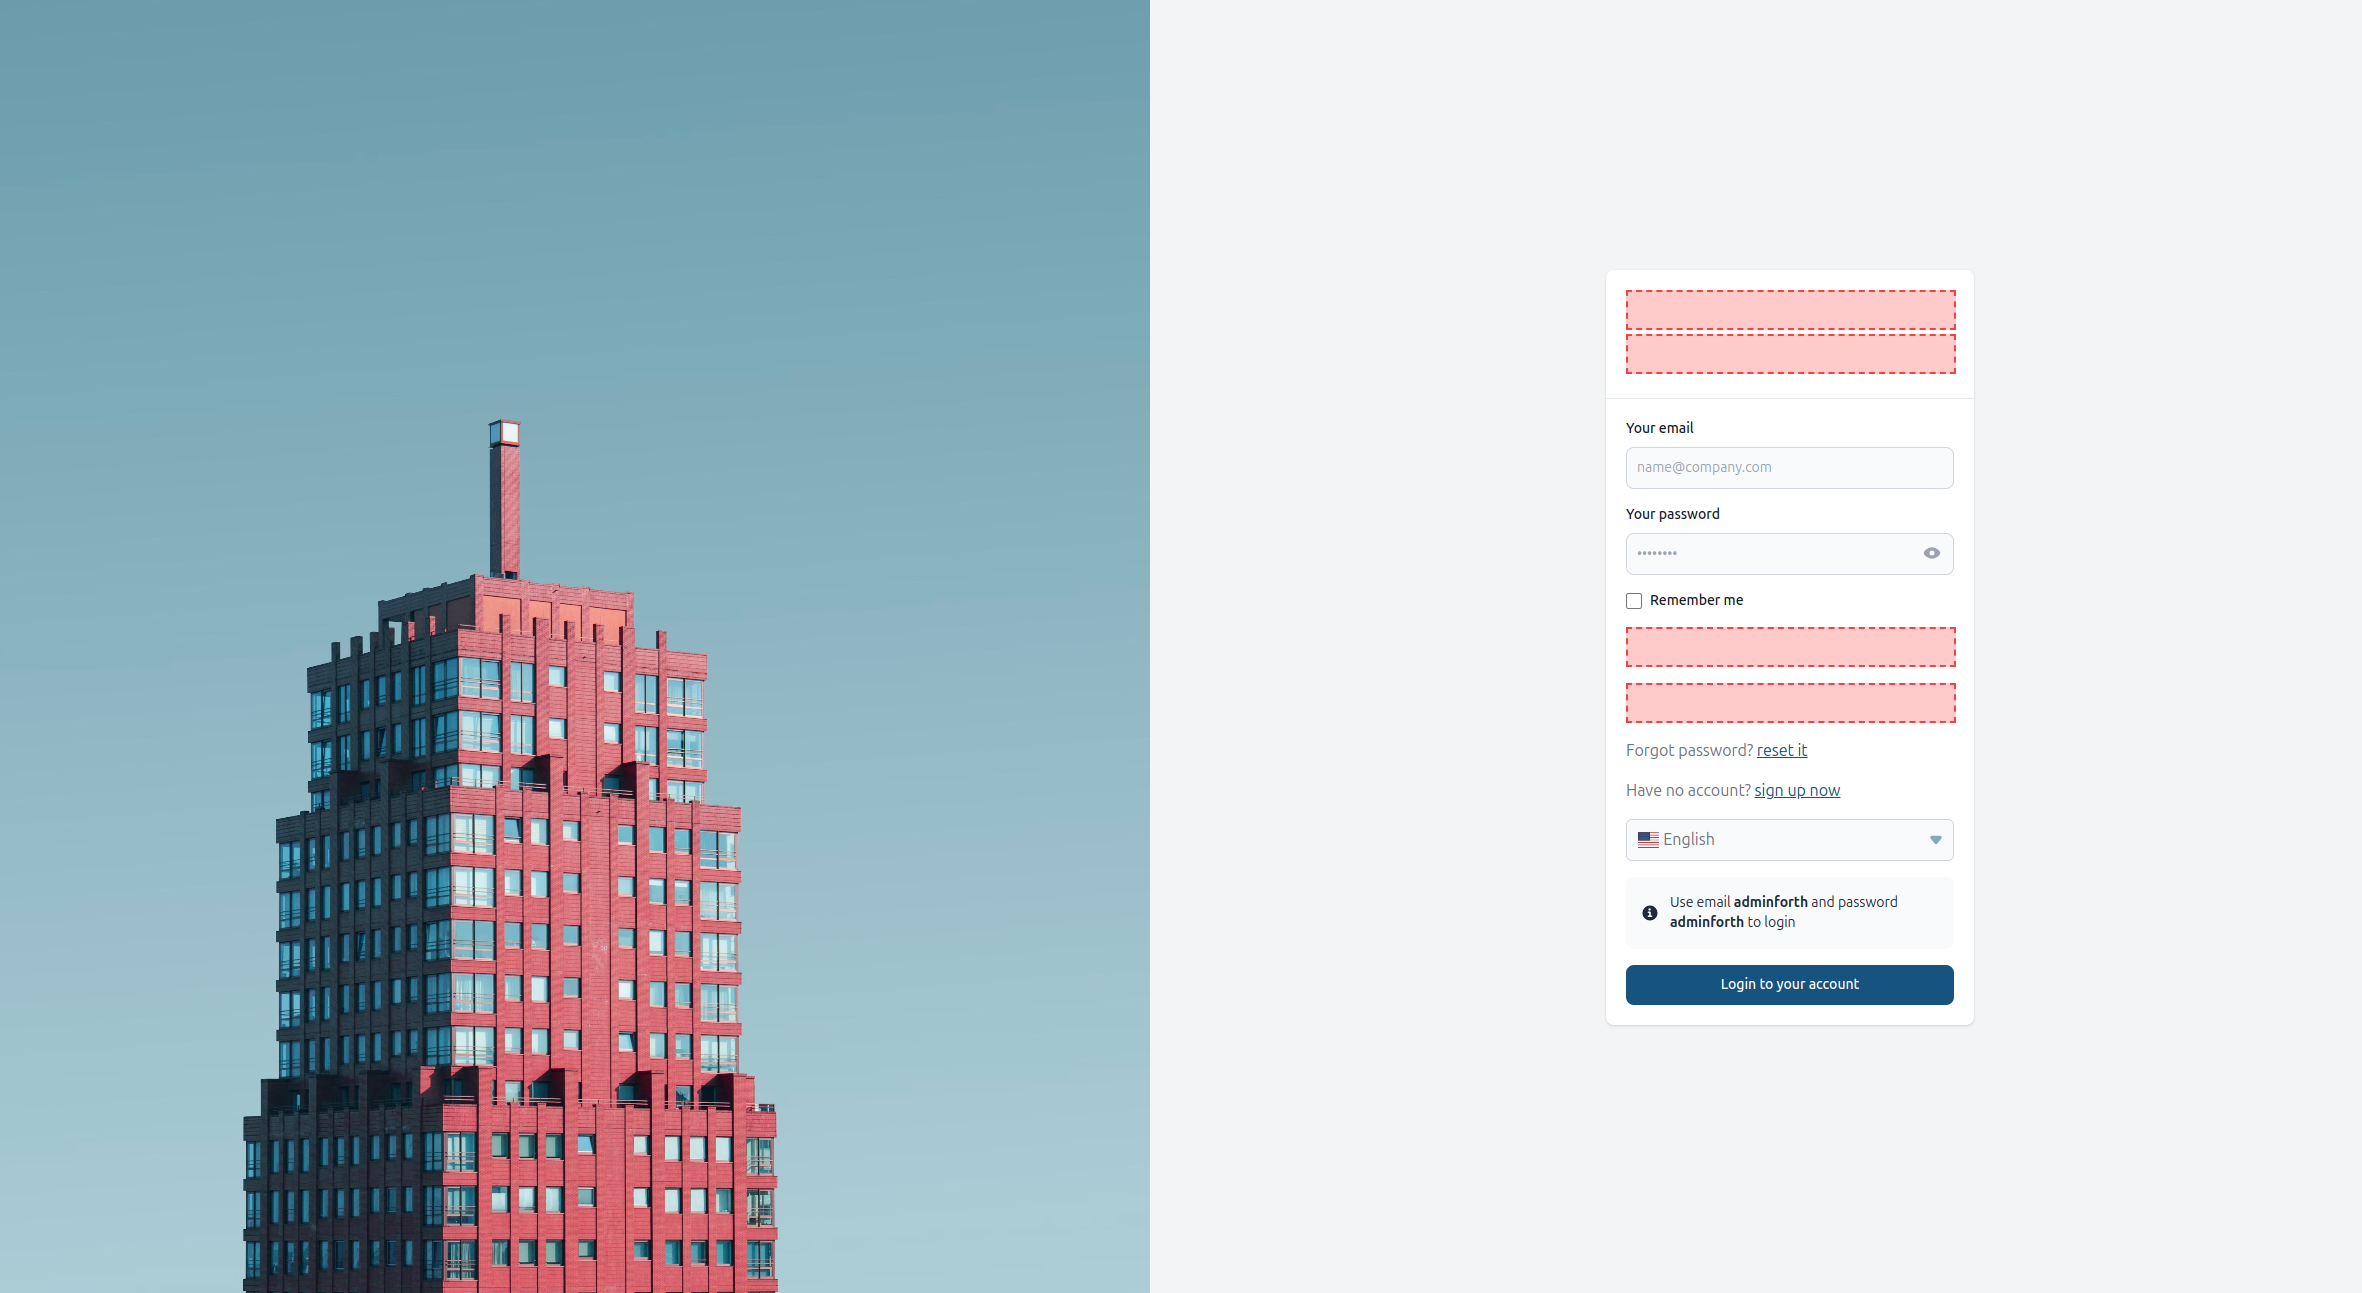 Your email
name@company.com
Your password
••••••••
Remember me
Forgot password? reset it
Have no account? sign up now
English
Use email adminforth and password
adminforth to login
Login to your account